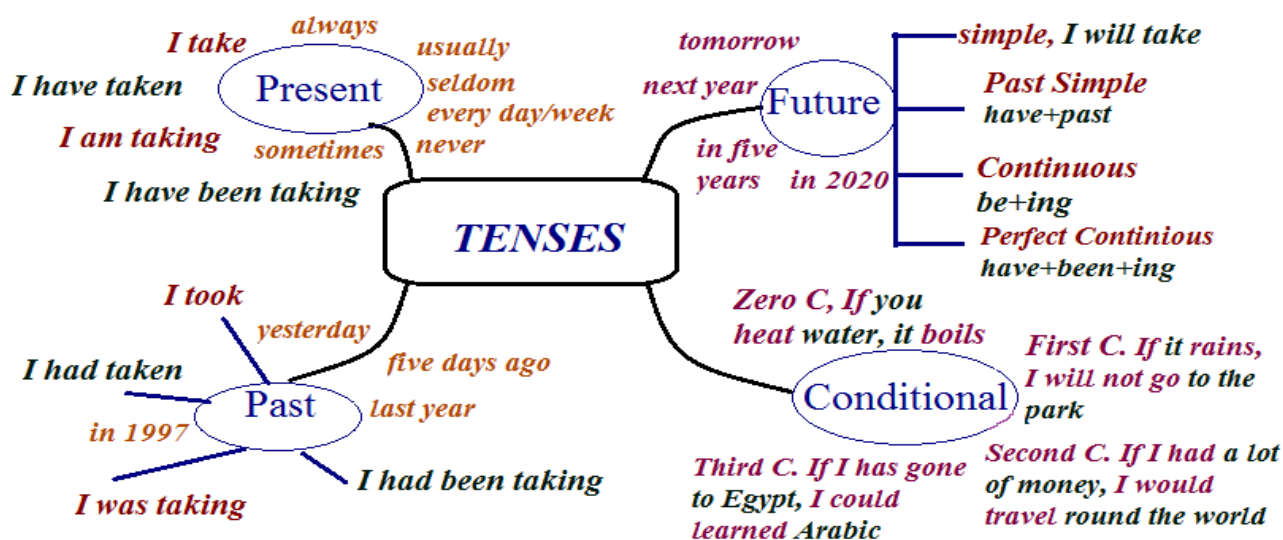 TENSES
Present
I take
I have taken
I am taking
I have been taking
always
usually
seldom
every day/week
never
sometimes
Future
tomorrow
next year
in five
years
in 2020
simple, I will take
Past Simple
have+past
Continuous
be+ing
Perfect Continious
have+been+ing
Past
I took
I had taken
I was taking
I had been taking
yesterday
five days ago
last year
in 1997
Conditional
Zero C, If you
heat water, it boils
First C. If it rains,
I will not go to the
park
Second C. If I had a lot
of money, I would
travel round the world
Third C. If I has gone
to Egypt, I could
learned Arabic